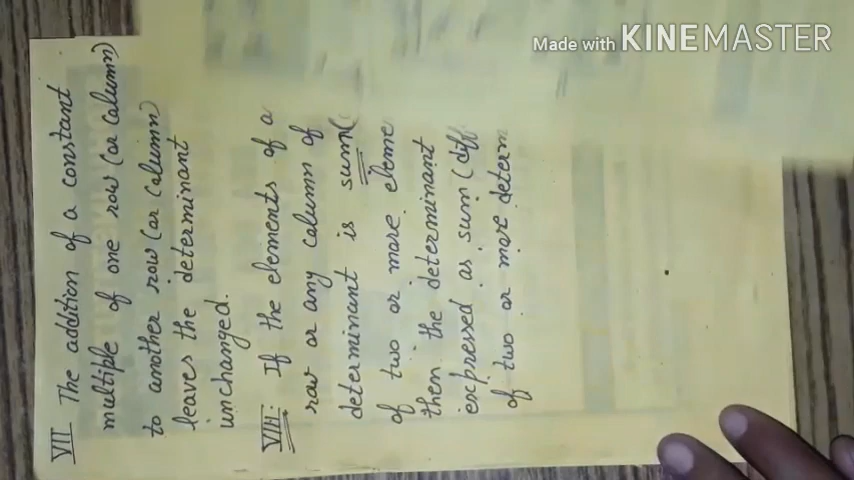 Made with KINEMASTER
VII The addition of a constant
multiple of one row (or Column)
to another row (or Column)
leaves the determinant
unchanged.
VIII: If the elements of a
row or any column of
determinant is sum(
of two or more eleme
then the determinant
expressed as sum (diff
of two or more determ